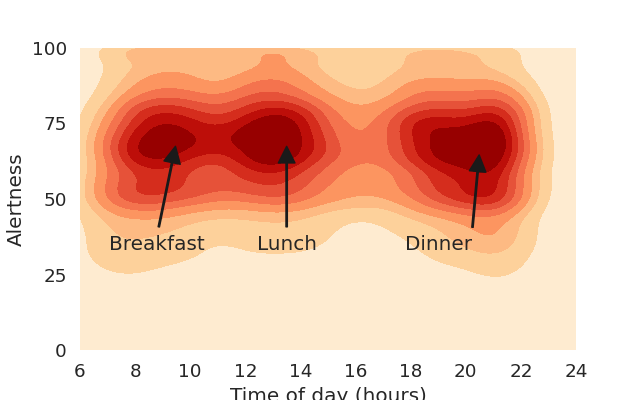 100
75
50
25
0
Alertness
Breakfast
Lunch
Dinner
6 8 10 12 14 16 18 20 22 24
Time of day (hours)